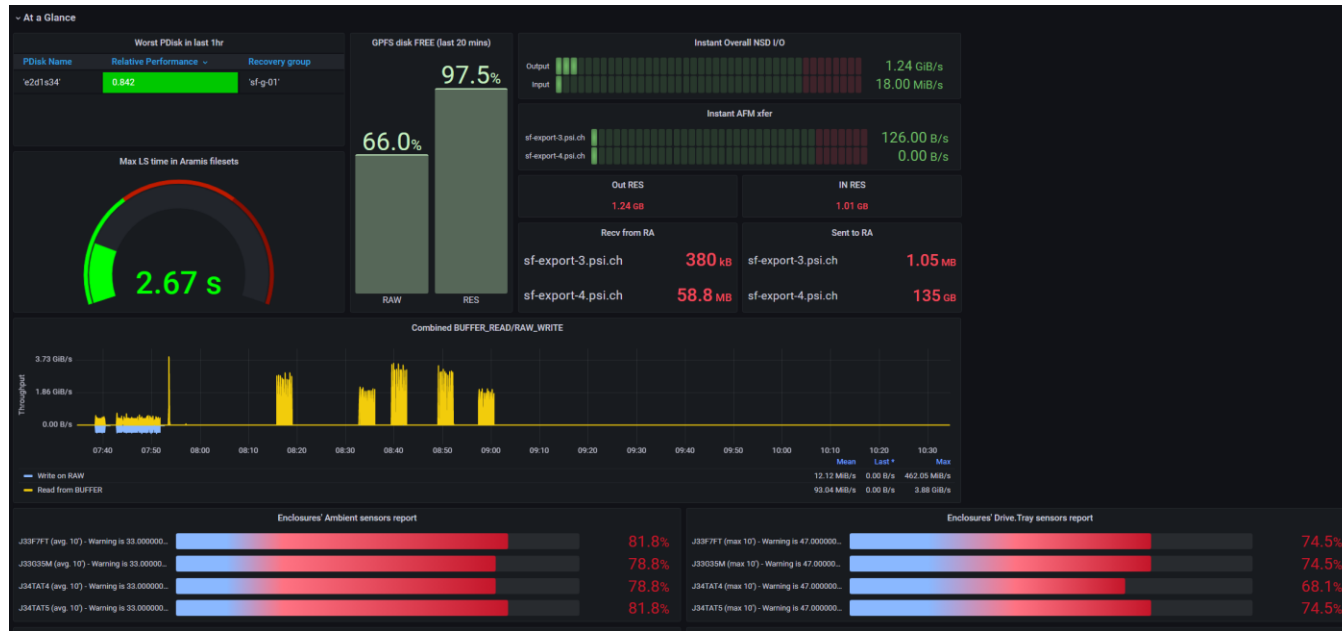 At a Glance
Worst PDisk in last 1hr
PDisk Name Relative Performance Recovery group
'e2d1s34' 0.842 'sf-g-01'
Max LS time in Aramis filesets
2.67 s
GPFS disk FREE (last 20 mins)
66.0%
97.5%
RAW RES
Instant Overall NSD I/O
Output 1.24 GiB/s
Input 18.00 MiB/s
Instant AFM xfer
sf-export-3.psi.ch 126.00 B/s
sf-export-4.psi.ch 0.00 B/s
Out RES
1.24 GB
IN RES
1.01 GB
Recv from RA
sf-export-3.psi.ch 380 kB
sf-export-4.psi.ch 58.8 MB
Sent to RA
sf-export-3.psi.ch 1.05 MB
sf-export-4.psi.ch 135 GB
Combined BUFFER_READ/RAW_WRITE
Throughput
3.73 GiB/s
1.86 GiB/s
0.00 B/s
07:40 07:50 08:00 08:10 08:20 08:30 08:40 08:50 09:00 09:10 09:20 09:30 09:40 09:50 10:00 10:10 10:20 10:30
Mean Last * Max
Write on RAW 12.12 MiB/s 0.00 B/s 462.05 MiB/s
Read from BUFFER 93.04 MiB/s 0.00 B/s 3.88 GiB/s
Enclosures' Ambient sensors report
J33F7FT (avg. 10') - Warning is 33.000000... 81.8%
J33G35M (avg. 10') - Warning is 33.00000... 78.8%
J34TAT4 (avg. 10') - Warning is 33.000000... 78.8%
J34TAT5 (avg. 10') - Warning is 33.000000... 81.8%
Enclosures' Drive.Tray sensors report
J33F7FT (max 10') - Warning is 47.000000... 74.5%
J33G35M (max 10') - Warning is 47.00000... 74.5%
J34TAT4 (max 10') - Warning is 47.000000... 68.1%
J34TAT5 (max 10') - Warning is 47.000000... 74.5%